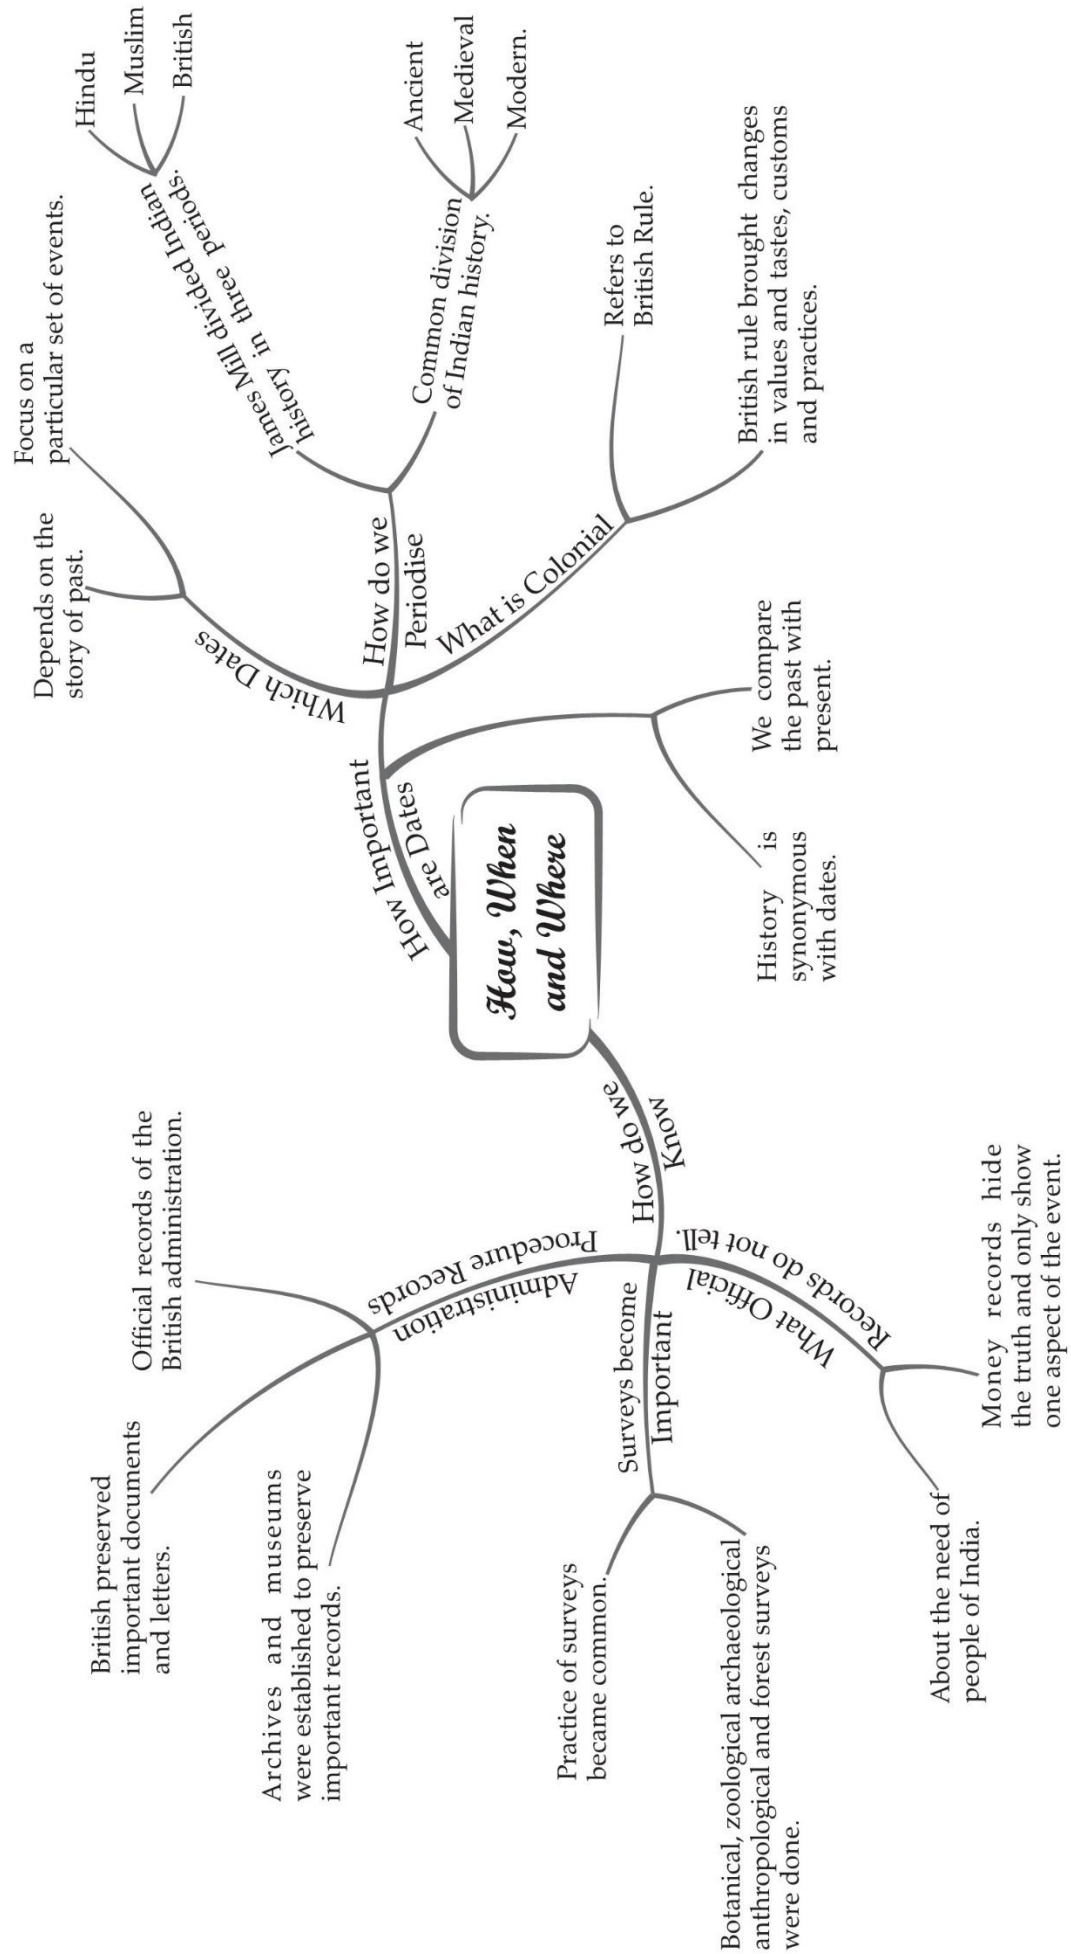 How, When
and Where
How Important
are Dates
History is
synonymous
with dates.
We compare
the past with
present.
Which Dates
Depends on the
story of past.
Focus on a
particular set of events.
How do we
Periodise
James Mill divided Indian
history in three periods.
Hindu
Muslim
British
Common division
of Indian history.
Ancient
Medieval
Modern.
What is Colonial
Refers to
British Rule.
British rule brought changes
in values and tastes, customs
and practices.
How do we
Know
Administration
Procedure Records
Official records of the
British administration.
British preserved
important documents
and letters.
Archives and museums
were established to preserve
important records.
Surveys become
Important
Practice of surveys
became common.
Botanical, zoological archaeological
anthropological and forest surveys
were done.
What Official
Records do not tell.
About the need of
people of India.
Money records hide
the truth and only show
one aspect of the event.